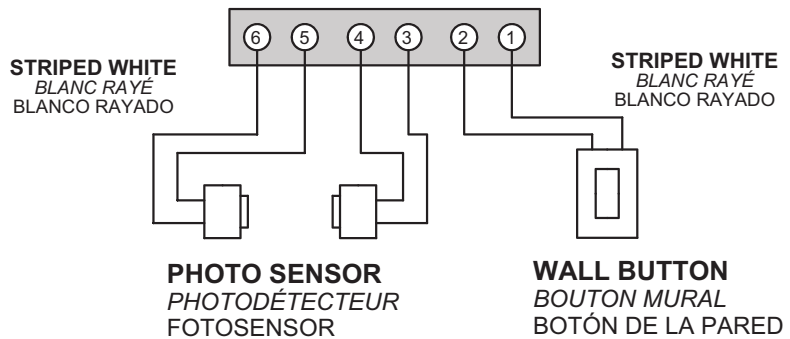 6 5 4 3 2 1
STRIPED WHITE
BLANC RAYÉ
BLANCO RAYADO
STRIPED WHITE
BLANC RAYÉ
BLANCO RAYADO
PHOTO SENSOR
PHOTODÉTECTEUR
FOTOSENSOR
WALL BUTTON
BOUTON MURAL
BOTÓN DE LA PARED